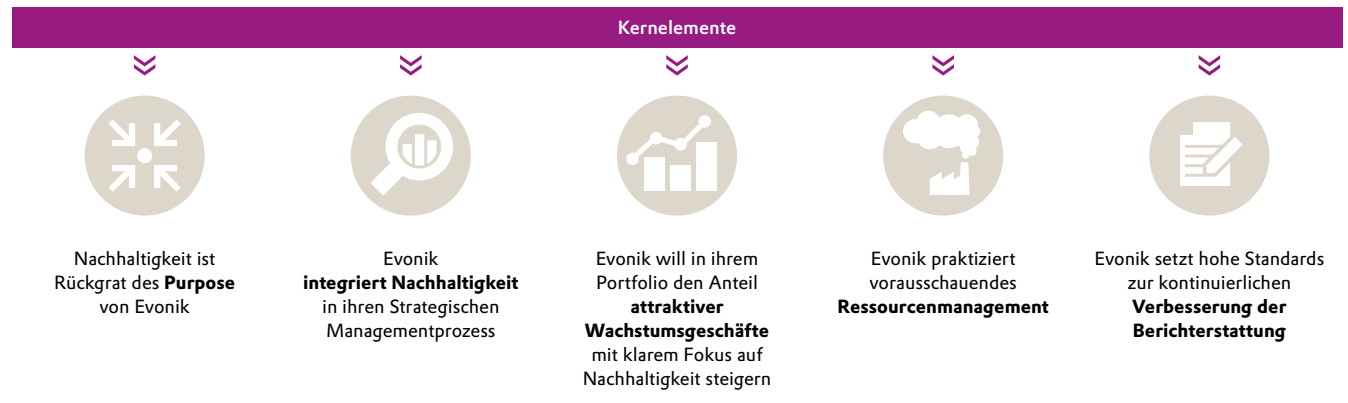 Kernelemente
Nachhaltigkeit ist
Rückgrat des Purpose
von Evonik
Evonik
integriert Nachhaltigkeit
in ihren Strategischen
Managementprozess
Evonik will in ihrem
Portfolio den Anteil
attraktiver
Wachstumsgeschäfte
mit klarem Fokus auf
Nachhaltigkeit steigern
Evonik praktiziert
vorausschauendes
Ressourcenmanagement
Evonik setzt hohe Standards
zur kontinuierlichen
Verbesserung der
Berichterstattung